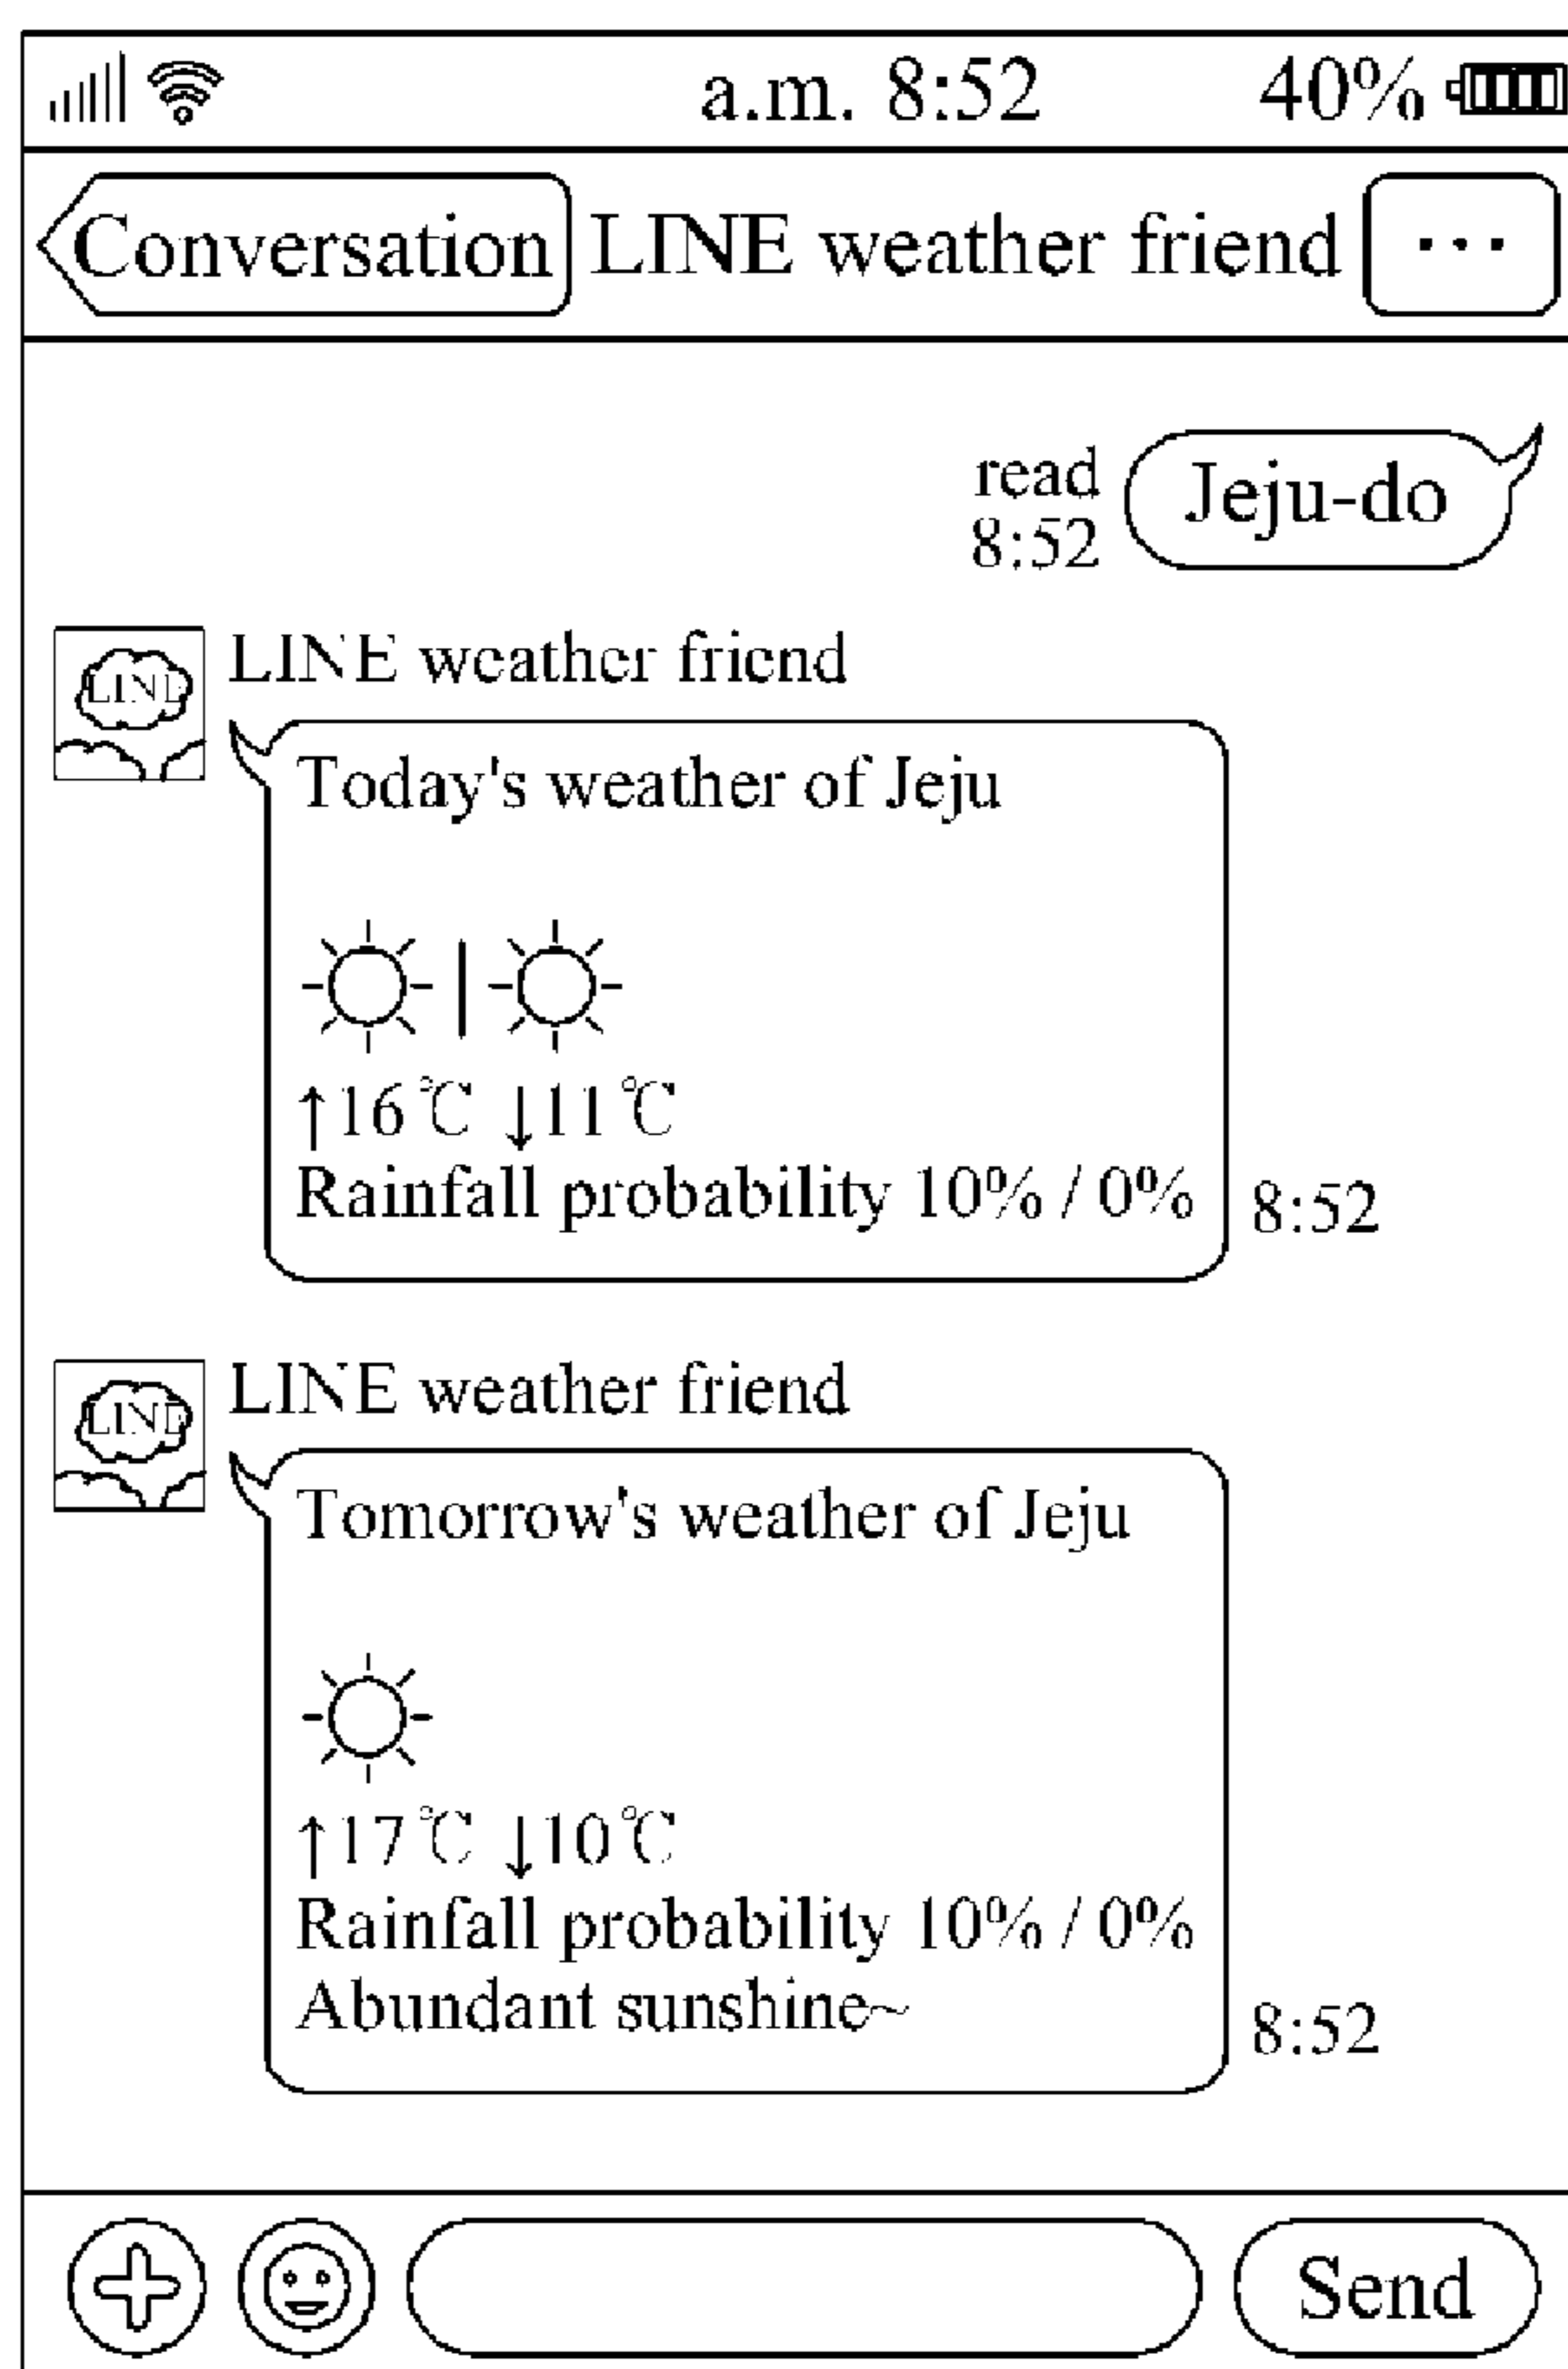 a.m. 8:52 40%
Conversation LINE weather friend ...
read
8:52
Jeju-do
LINE
LINE weather friend
Today's weather of Jeju
↑16℃ ↓11℃
Rainfall probability 10% / 0%
8:52
LINE
LINE weather friend
Tomorrow's weather of Jeju
↑17℃ ↓10℃
Rainfall probability 10% / 0%
Abundant sunshine~
8:52
Send